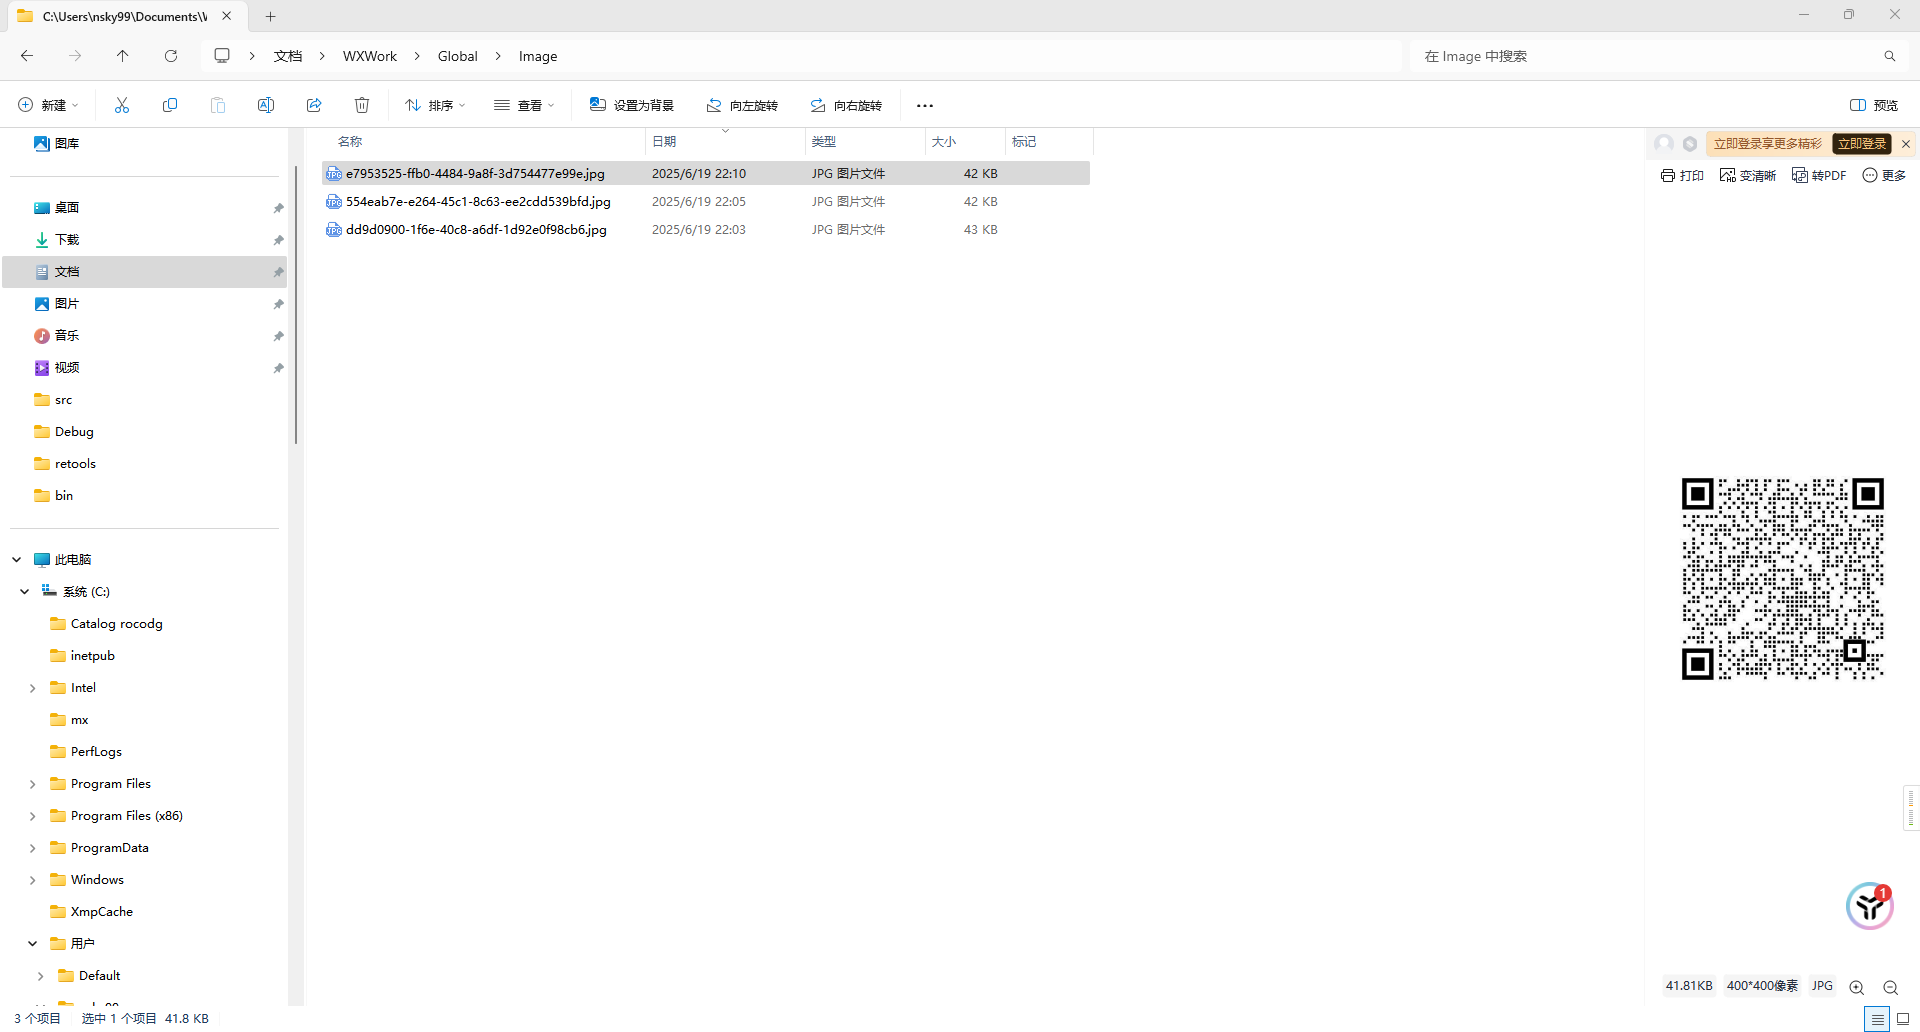 C:\Users\nsky99\Documents\W
文档 WXWork Global Image
在 Image 中搜索
新建 排序 查看 设置为背景 向左旋转 向右旋转 预览
图库
桌面
下载
文档
图片
音乐
视频
src
Debug
retools
bin
此电脑
系统 (C:)
Catalog rocodg
inetpub
Intel
mx
PerfLogs
Program Files
Program Files (x86)
ProgramData
Windows
XmpCache
用户
Default
名称 日期 类型 大小 标记
e7953525-ffb0-4484-9a8f-3d754477e99e.jpg 2025/6/19 22:10 JPG 图片文件 42 KB
554eab7e-e264-45c1-8c63-ee2cdd539bfd.jpg 2025/6/19 22:05 JPG 图片文件 42 KB
dd9d0900-1f6e-40c8-a6df-1d92e0f98cb6.jpg 2025/6/19 22:03 JPG 图片文件 43 KB
立即登录享更多精彩 立即登录
打印 变清晰 转PDF 更多
1
41.81KB 400*400像素 JPG
3 个项目 选中 1 个项目 41.8 KB